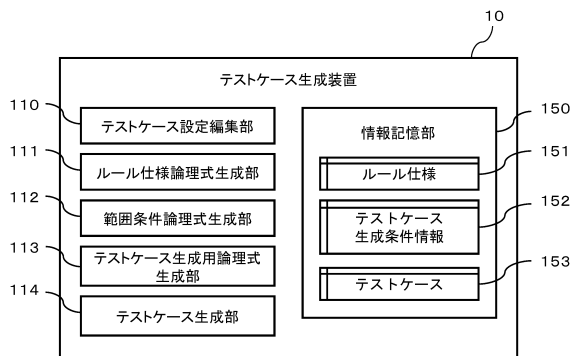 10
テストケース生成装置
110
テストケース設定編集部
111
ルール仕様論理式生成部
112
範囲条件論理式生成部
113
テストケース生成用論理式
生成部
114
テストケース生成部
150
情報記憶部
151
ルール仕様
152
テストケース
生成条件情報
153
テストケース